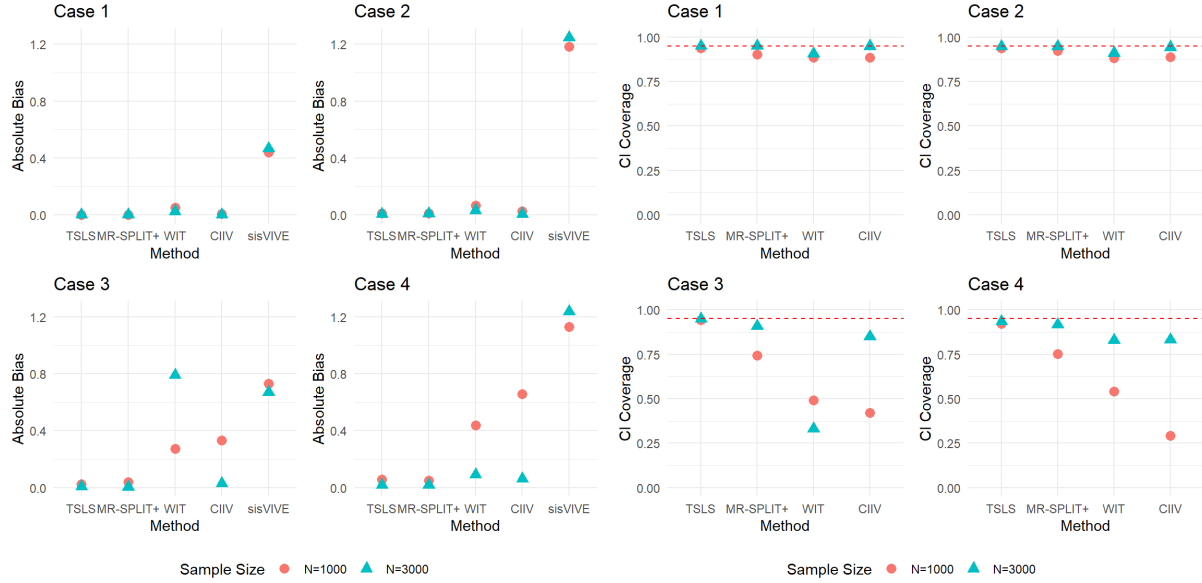 Case 1
Absolute Bias
1.2
0.8
0.4
0.0
TSLS MR-SPLIT+ WIT CIIV sisVIVE
Method
Case 2
Absolute Bias
1.2
0.8
0.4
0.0
TSLS MR-SPLIT+ WIT CIIV sisVIVE
Method
Case 3
Absolute Bias
1.2
0.8
0.4
0.0
TSLS MR-SPLIT+ WIT CIIV sisVIVE
Method
Case 4
Absolute Bias
1.2
0.8
0.4
0.0
TSLS MR-SPLIT+ WIT CIIV sisVIVE
Method
Sample Size N=1000 N=3000
Case 1
CI Coverage
1.00
0.75
0.50
0.25
0.00
TSLS MR-SPLIT+ WIT CIIV
Method
Case 2
CI Coverage
1.00
0.75
0.50
0.25
0.00
TSLS MR-SPLIT+ WIT CIIV
Method
Case 3
CI Coverage
1.00
0.75
0.50
0.25
0.00
TSLS MR-SPLIT+ WIT CIIV
Method
Case 4
CI Coverage
1.00
0.75
0.50
0.25
0.00
TSLS MR-SPLIT+ WIT CIIV
Method
Sample Size N=1000 N=3000